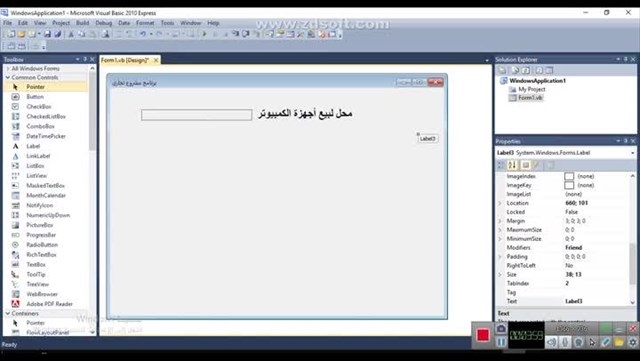 WindowsApplication1 - Microsoft Visual Basic 2010 Express
www.zdsoft.com
File Edit View Project Debug Data Format Tools Window Help
Toolbox
All Windows Forms
Common Controls
Pointer
Button
CheckBox
CheckedListBox
ComboBox
DateTimePicker
Label
LinkLabel
ListBox
ListView
MaskedTextBox
MonthCalendar
NotifyIcon
NumericUpDown
PictureBox
ProgressBar
RadioButton
RichTextBox
TextBox
ToolTip
TreeView
WebBrowser
Adobe PDF Reader
Containers
Pointer
FlowLayoutPanel
Form1.vb [Design]*
برنامج مشروع تجاري
محل لبيع أجهزة الكمبيوتر
Label3
Solution Explorer
WindowsApplication1
My Project
Form1.vb
Properties
Label3 System.Windows.Forms.Label
ImageIndex (none)
ImageKey (none)
ImageList (none)
Location 660; 101
Locked False
Margin 3; 0; 3; 0
MaximumSize 0; 0
MinimumSize 0; 0
Modifiers Friend
Padding 0; 0; 0; 0
RightToLeft No
Size 38; 13
TabIndex 2
Tag
Text Label3
Text
Ready